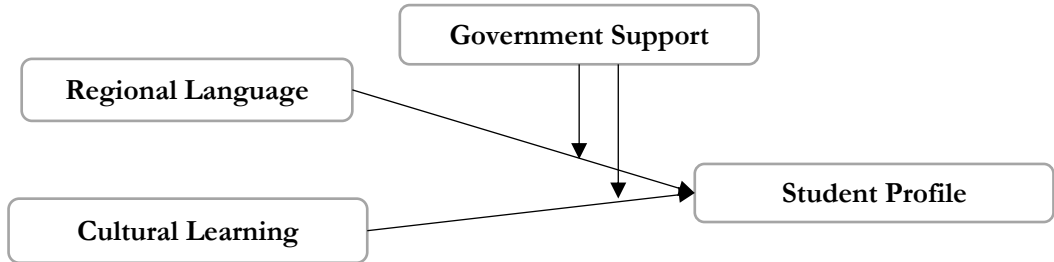 Government Support
Regional Language
Student Profile
Cultural Learning